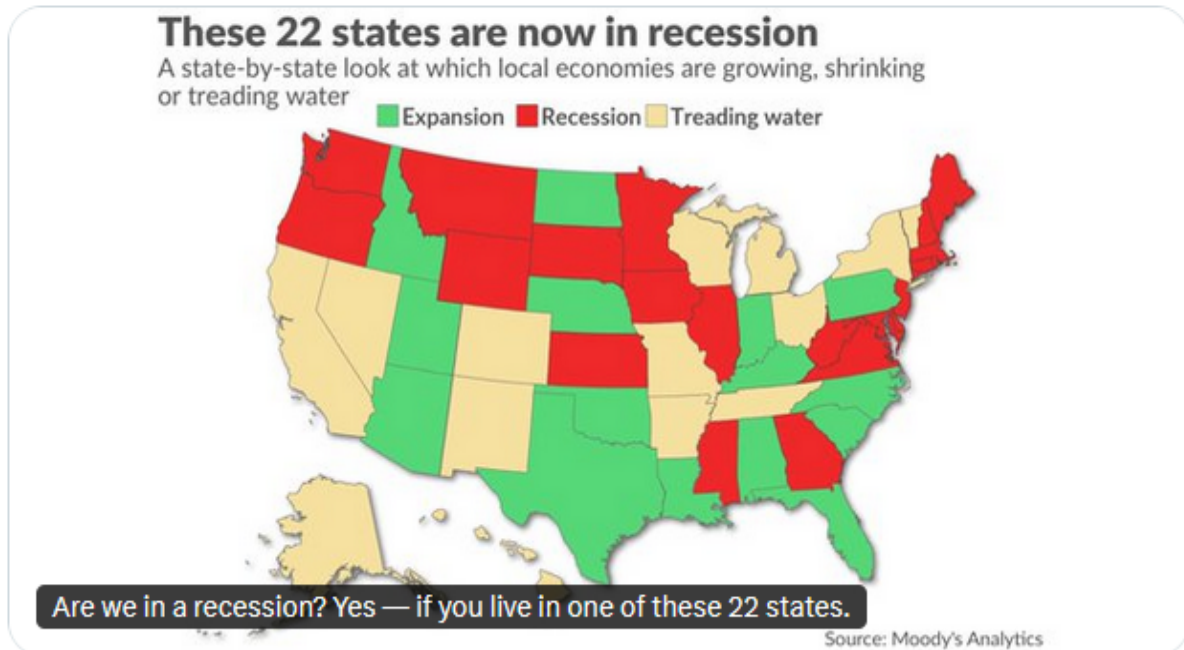 These 22 states are now in recession
A state-by-state look at which local economies are growing, shrinking
or treading water
Expansion Recession Treading water
Are we in a recession? Yes — if you live in one of these 22 states.
Source: Moody's Analytics